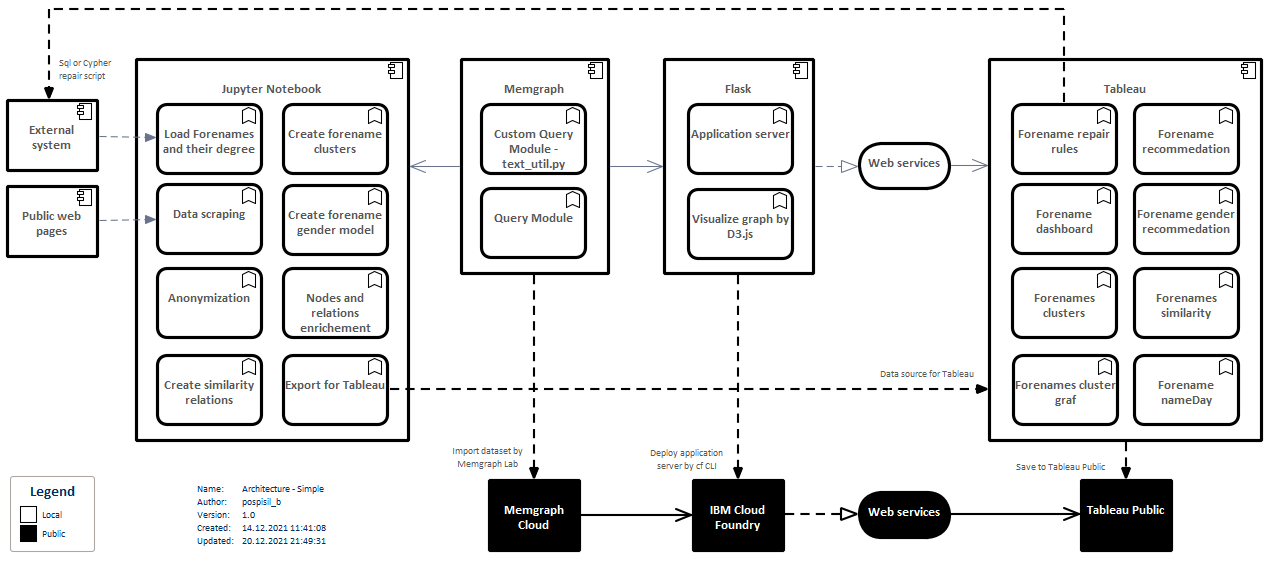 Sql or Cypher
repair script
External
system
Public web
pages
Jupyter Notebook
Load Forenames
and their degree
Create forename
clusters
Data scraping
Create forename
gender model
Anonymization
Nodes and
relations
enrichement
Create similarity
relations
Export for Tableau
Memgraph
Custom Query
Module -
text_util.py
Query Module
Flask
Application server
Visualize graph by
D3.js
Web services
Tableau
Forename repair
rules
Forename
recommedation
Forename
dashboard
Forename gender
recommedation
Forenames
clusters
Forenames
similarity
Forenames cluster
graf
Forename
nameDay
Data source for Tableau
Import dataset by
Memgraph Lab
Deploy application
server by cf CLI
Save to Tableau Public
Memgraph
Cloud
IBM Cloud
Foundry
Web services
Tableau Public
Legend
Local
Public
Name: Architecture - Simple
Author: pospisil_b
Version: 1.0
Created: 14.12.2021 11:41:08
Updated: 20.12.2021 21:49:31